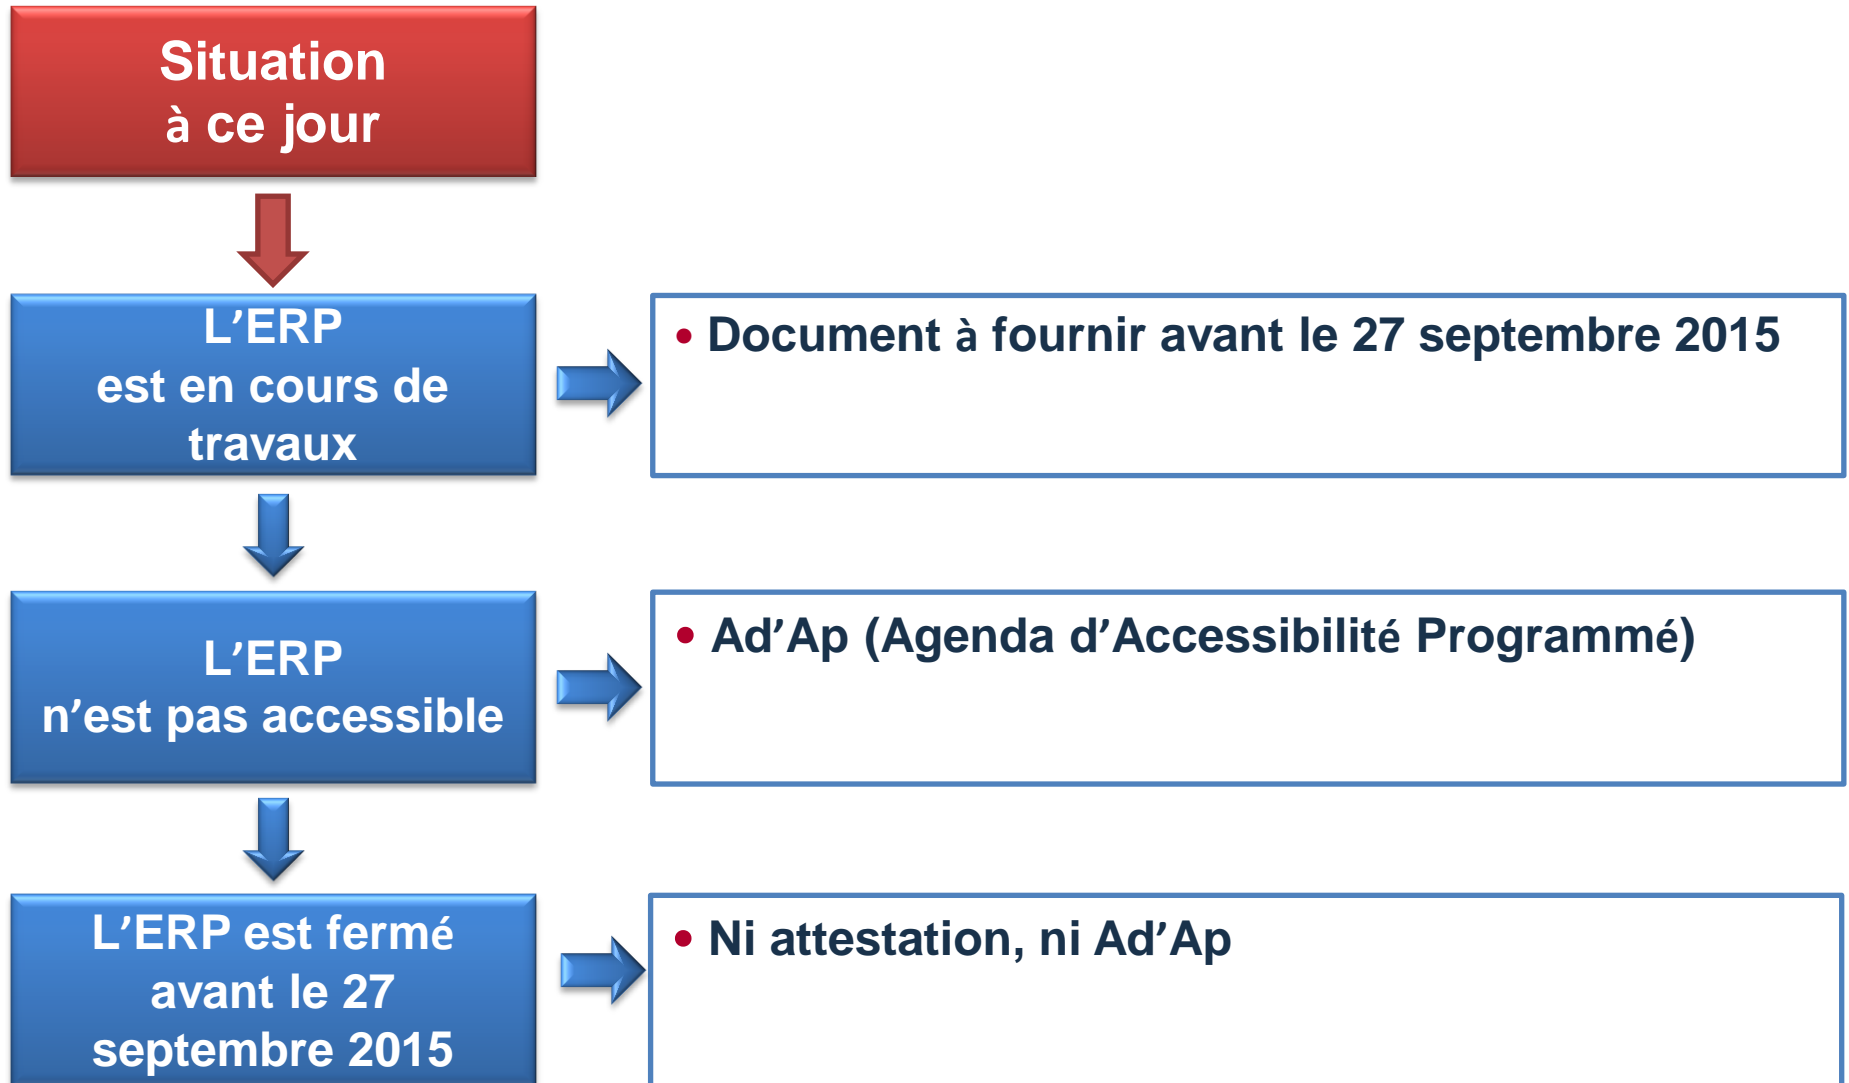 Situation
à ce jour
L’ERP
est en cours de
travaux
• Document à fournir avant le 27 septembre 2015
L’ERP
n’est pas accessible
• Ad’Ap (Agenda d’Accessibilité Programmé)
L’ERP est fermé
avant le 27
septembre 2015
• Ni attestation, ni Ad’Ap